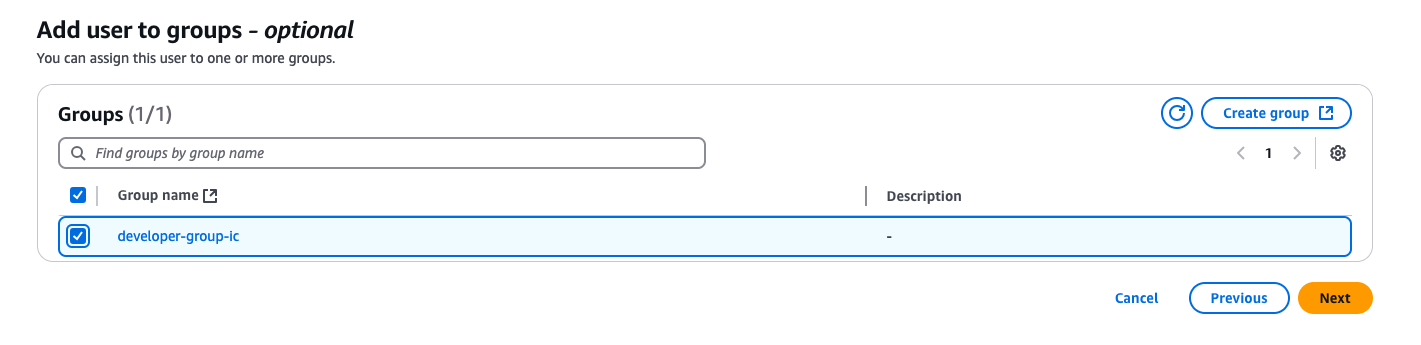 Add user to groups - optional
You can assign this user to one or more groups.
Groups (1/1)
Create group
Find groups by group name
1
Group name
Description
developer-group-ic
-
Cancel
Previous
Next